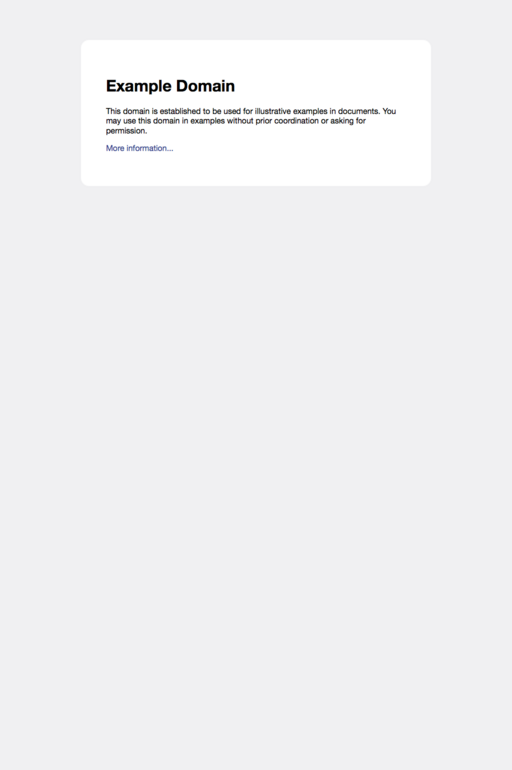 Example Domain
This domain is established to be used for illustrative examples in documents. You
may use this domain in examples without prior coordination or asking for
permission.
More information...